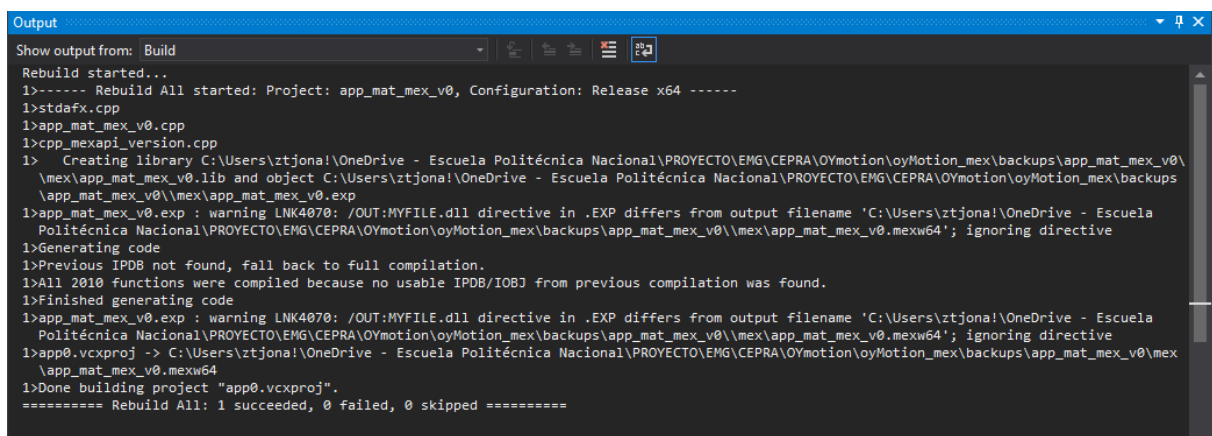 Output
Show output from: Build
Rebuild started...
1>------ Rebuild All started: Project: app_mat_mex_v0, Configuration: Release x64 ------
1>stdafx.cpp
1>app_mat_mex_v0.cpp
1>cpp_mexapi_version.cpp
1>   Creating library C:\Users\ztjona!\OneDrive - Escuela Politécnica Nacional\PROYECTO\EMG\CEPRA\OYmotion\oyMotion_mex\backups\app_mat_mex_v0\
\mex\app_mat_mex_v0.lib and object C:\Users\ztjona!\OneDrive - Escuela Politécnica Nacional\PROYECTO\EMG\CEPRA\OYmotion\oyMotion_mex\backups
\app_mat_mex_v0\\mex\app_mat_mex_v0.exp
1>app_mat_mex_v0.exp : warning LNK4070: /OUT:MYFILE.dll directive in .EXP differs from output filename 'C:\Users\ztjona!\OneDrive - Escuela
Politécnica Nacional\PROYECTO\EMG\CEPRA\OYmotion\oyMotion_mex\backups\app_mat_mex_v0\\mex\app_mat_mex_v0.mexw64'; ignoring directive
1>Generating code
1>Previous IPDB not found, fall back to full compilation.
1>All 2010 functions were compiled because no usable IPDB/IOBJ from previous compilation was found.
1>Finished generating code
1>app_mat_mex_v0.exp : warning LNK4070: /OUT:MYFILE.dll directive in .EXP differs from output filename 'C:\Users\ztjona!\OneDrive - Escuela
Politécnica Nacional\PROYECTO\EMG\CEPRA\OYmotion\oyMotion_mex\backups\app_mat_mex_v0\\mex\app_mat_mex_v0.mexw64'; ignoring directive
1>app0.vcxproj -> C:\Users\ztjona!\OneDrive - Escuela Politécnica Nacional\PROYECTO\EMG\CEPRA\OYmotion\oyMotion_mex\backups\app_mat_mex_v0\mex
\app_mat_mex_v0.mexw64
1>Done building project "app0.vcxproj".
========== Rebuild All: 1 succeeded, 0 failed, 0 skipped ==========